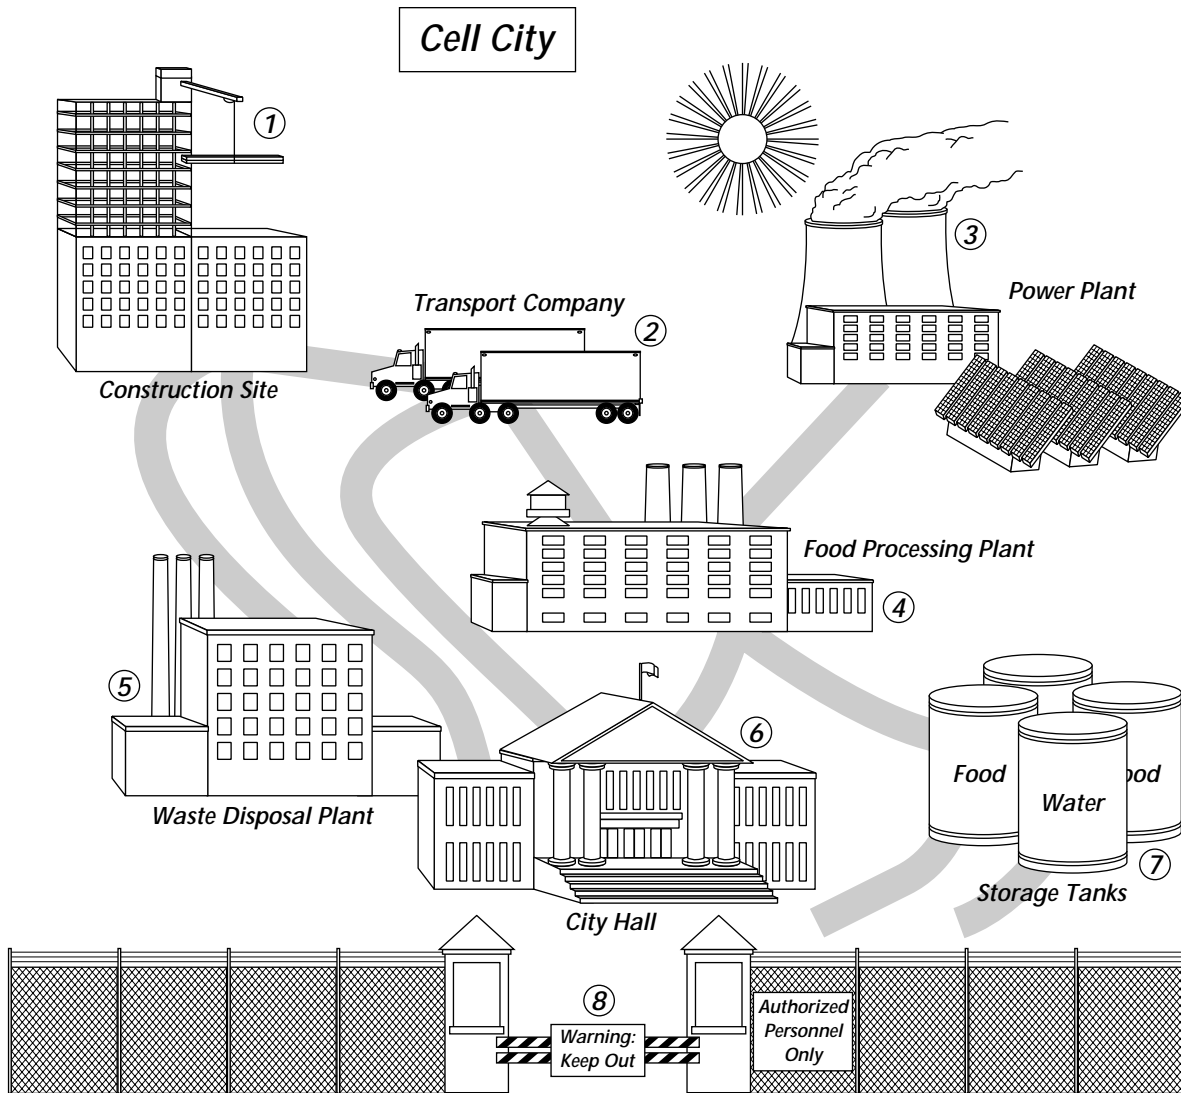 Cell City
1
3
Power Plant
Transport Company
2
Construction Site
Food Processing Plant
4
5
6
Food
Food
Water
Waste Disposal Plant
7
Storage Tanks
City Hall
8
Warning:
Keep Out
Authorized
Personnel
Only